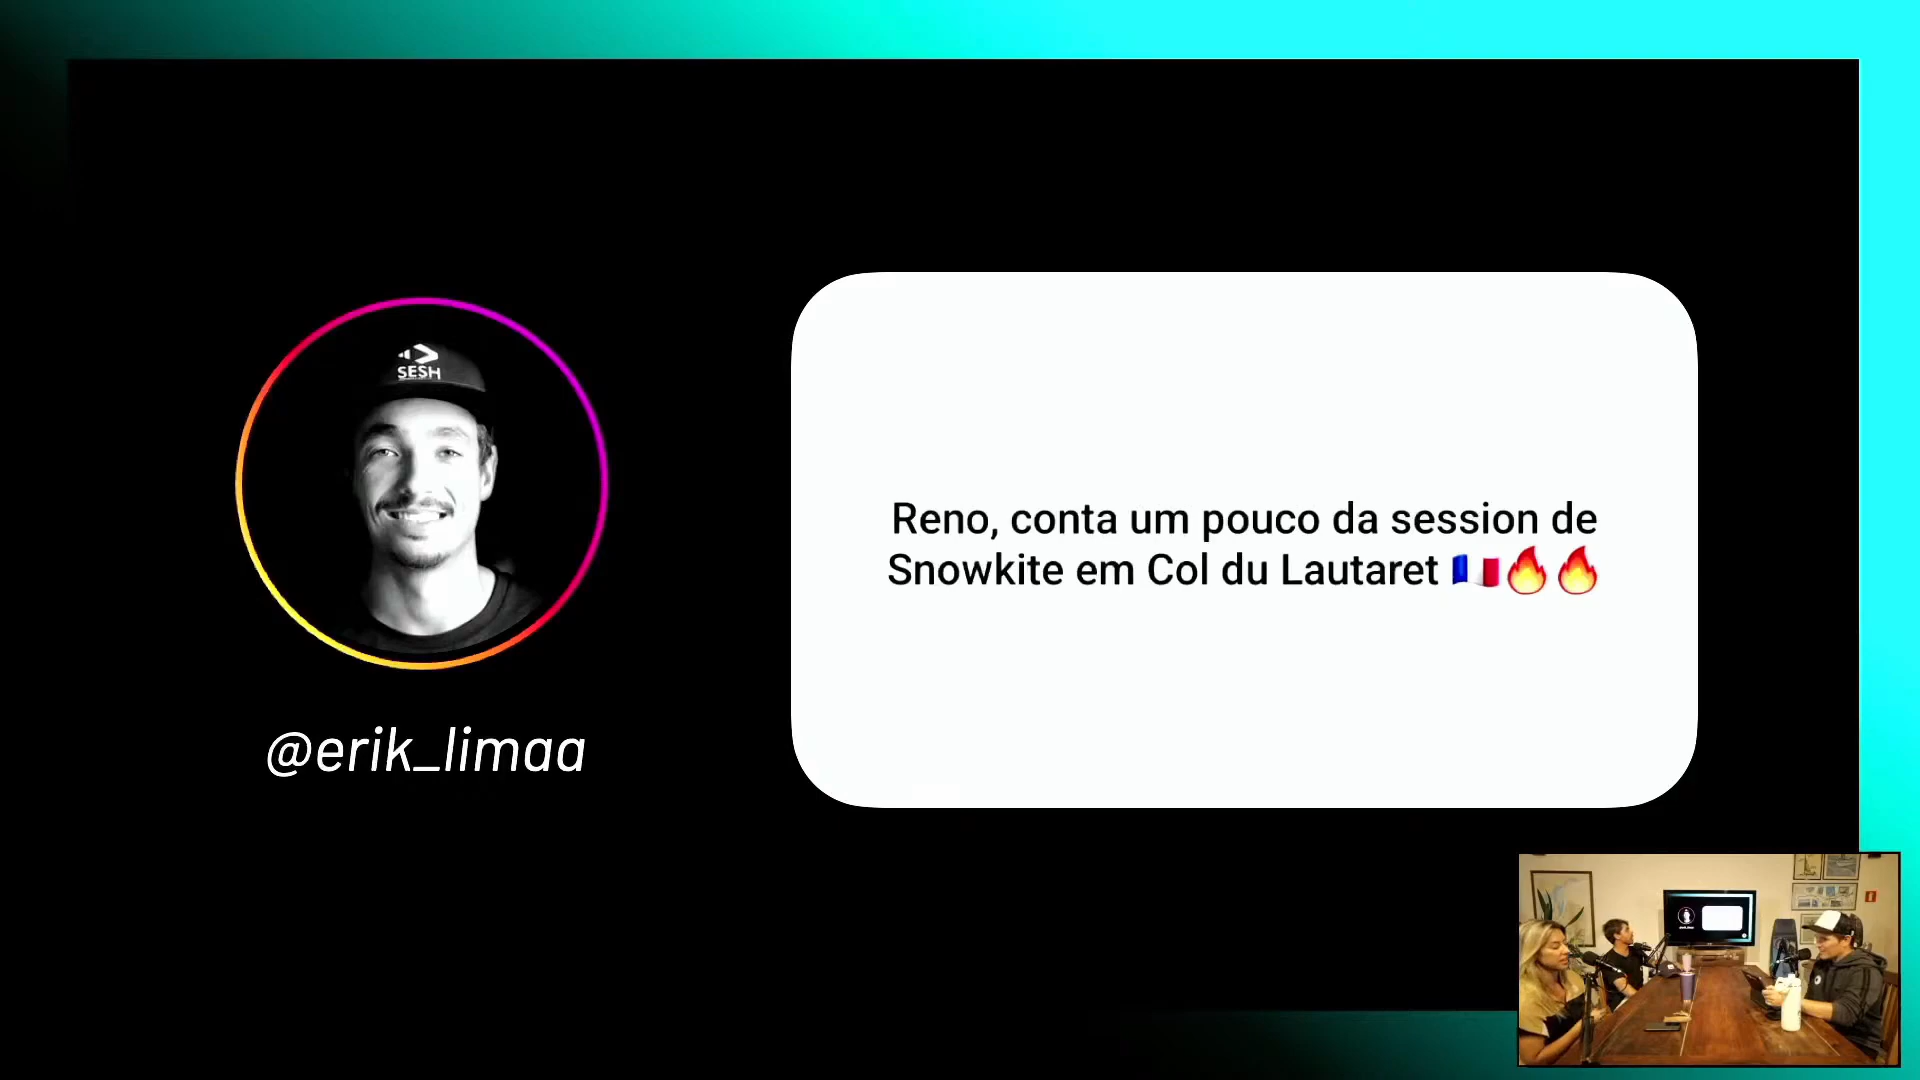 SESH
@erik_limaa
Reno, conta um pouco da session de
Snowkite em Col du Lautaret 🇫🇷🔥🔥